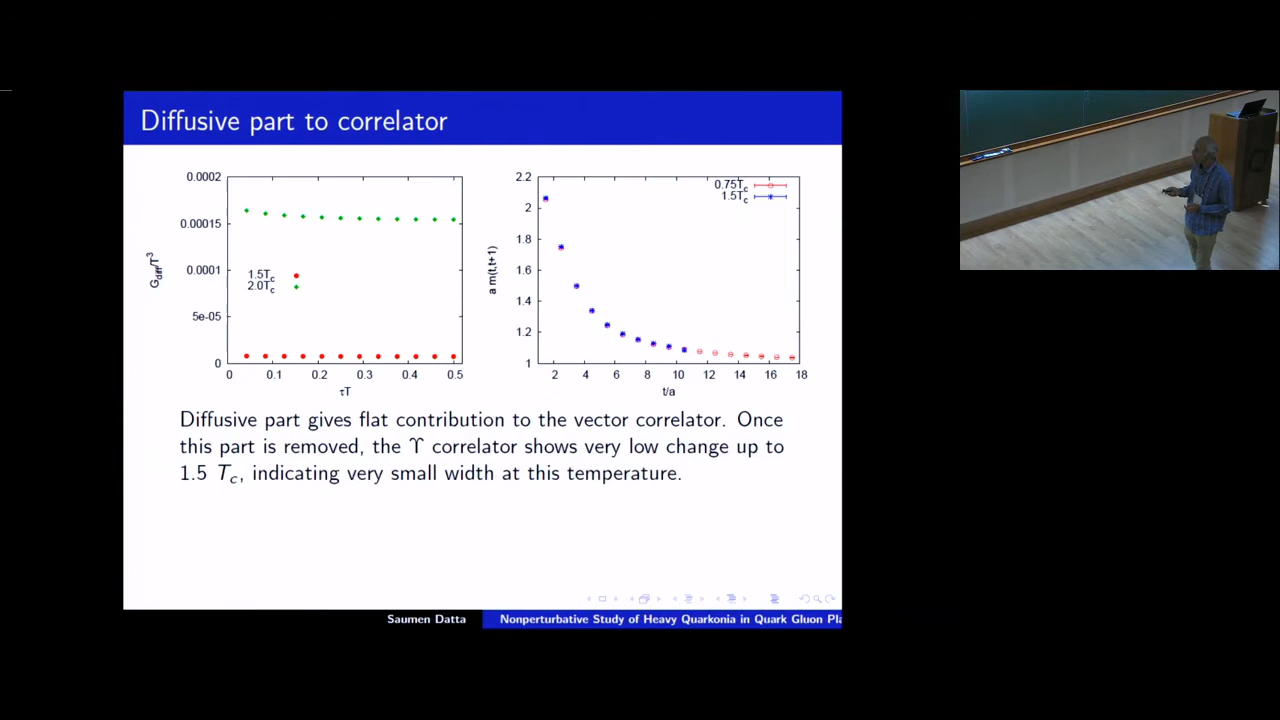 Diffusive part to correlator
0.0002
0.00015
0.0001
5e-05
0
G_diff/T^3
1.5T_c
2.0T_c
0 0.1 0.2 0.3 0.4 0.5
τT
2.2
2
1.8
1.6
1.4
1.2
1
a m(t,t+1)
0.75T_c
1.5T_c
2 4 6 8 10 12 14 16 18
t/a
Diffusive part gives flat contribution to the vector correlator. Once
this part is removed, the ϒ correlator shows very low change up to
1.5 T_c, indicating very small width at this temperature.
Saumen Datta Nonperturbative Study of Heavy Quarkonia in Quark Gluon Pla